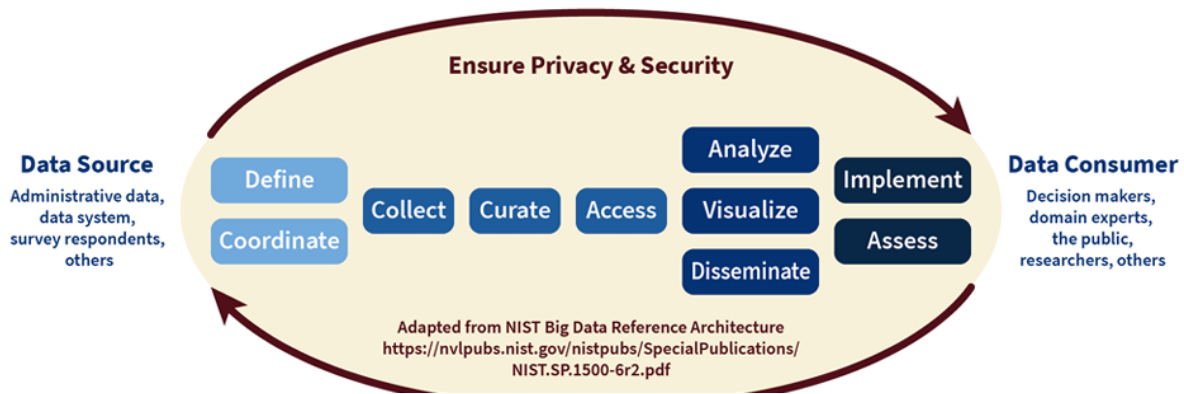 Ensure Privacy & Security
Data Source
Administrative data,
data system,
survey respondents,
others
Define
Coordinate
Collect
Curate
Access
Analyze
Visualize
Disseminate
Implement
Assess
Data Consumer
Decision makers,
domain experts,
the public,
researchers, others
Adapted from NIST Big Data Reference Architecture
https://nvlpubs.nist.gov/nistpubs/SpecialPublications/
NIST.SP.1500-6r2.pdf